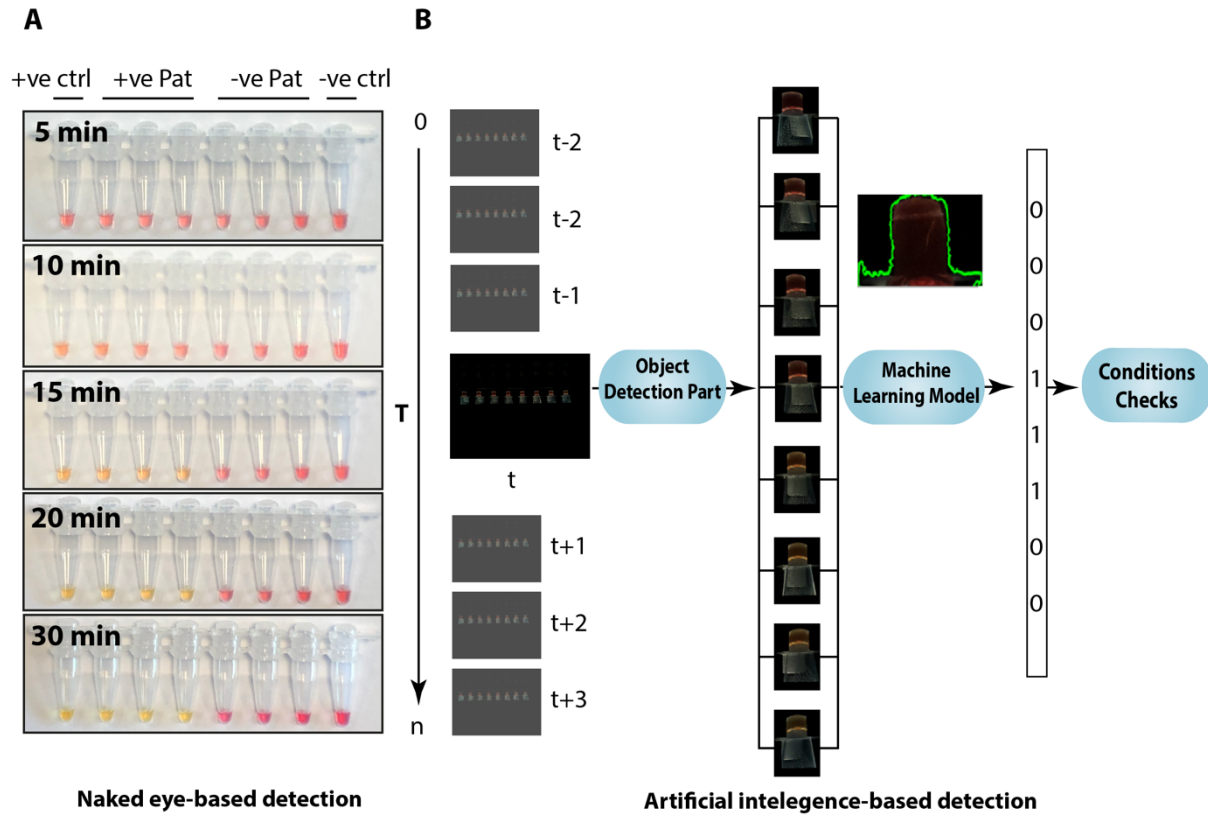 A
B
+ve ctrl
+ve Pat
-ve Pat
-ve ctrl
5 min
10 min
15 min
20 min
30 min
Naked eye-based detection
0
T
n
t-2
t-2
t-1
t
t+1
t+2
t+3
Object
Detection Part
Machine
Learning Model
0
0
0
1
1
1
0
0
Conditions
Checks
Artificial intelegence-based detection